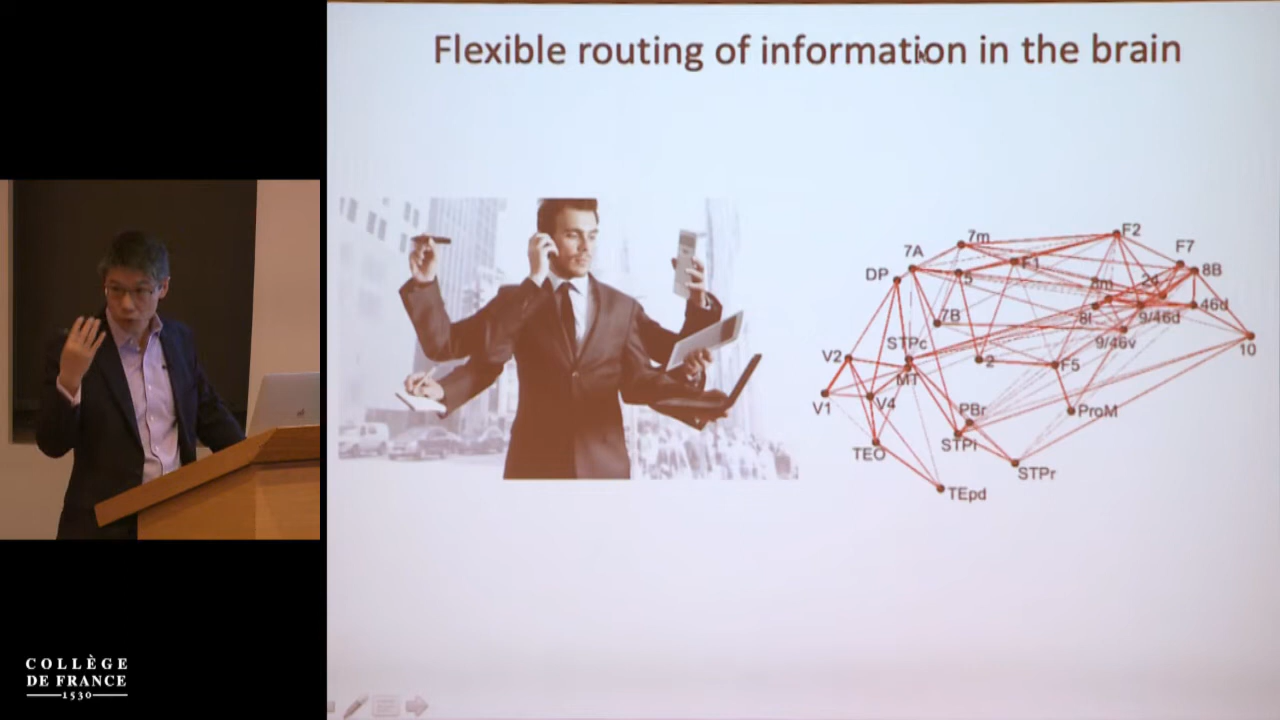 Flexible routing of information in the brain
7m
F2
7A
F7
DP
5
F1
8m
24
8B
7B
8l
9/46d
46d
STPc
9/46v
10
V2
2
F5
MT
V1
V4
PBr
ProM
TEO
STPi
STPr
TEpd
COLLÈGE
DE FRANCE
1530